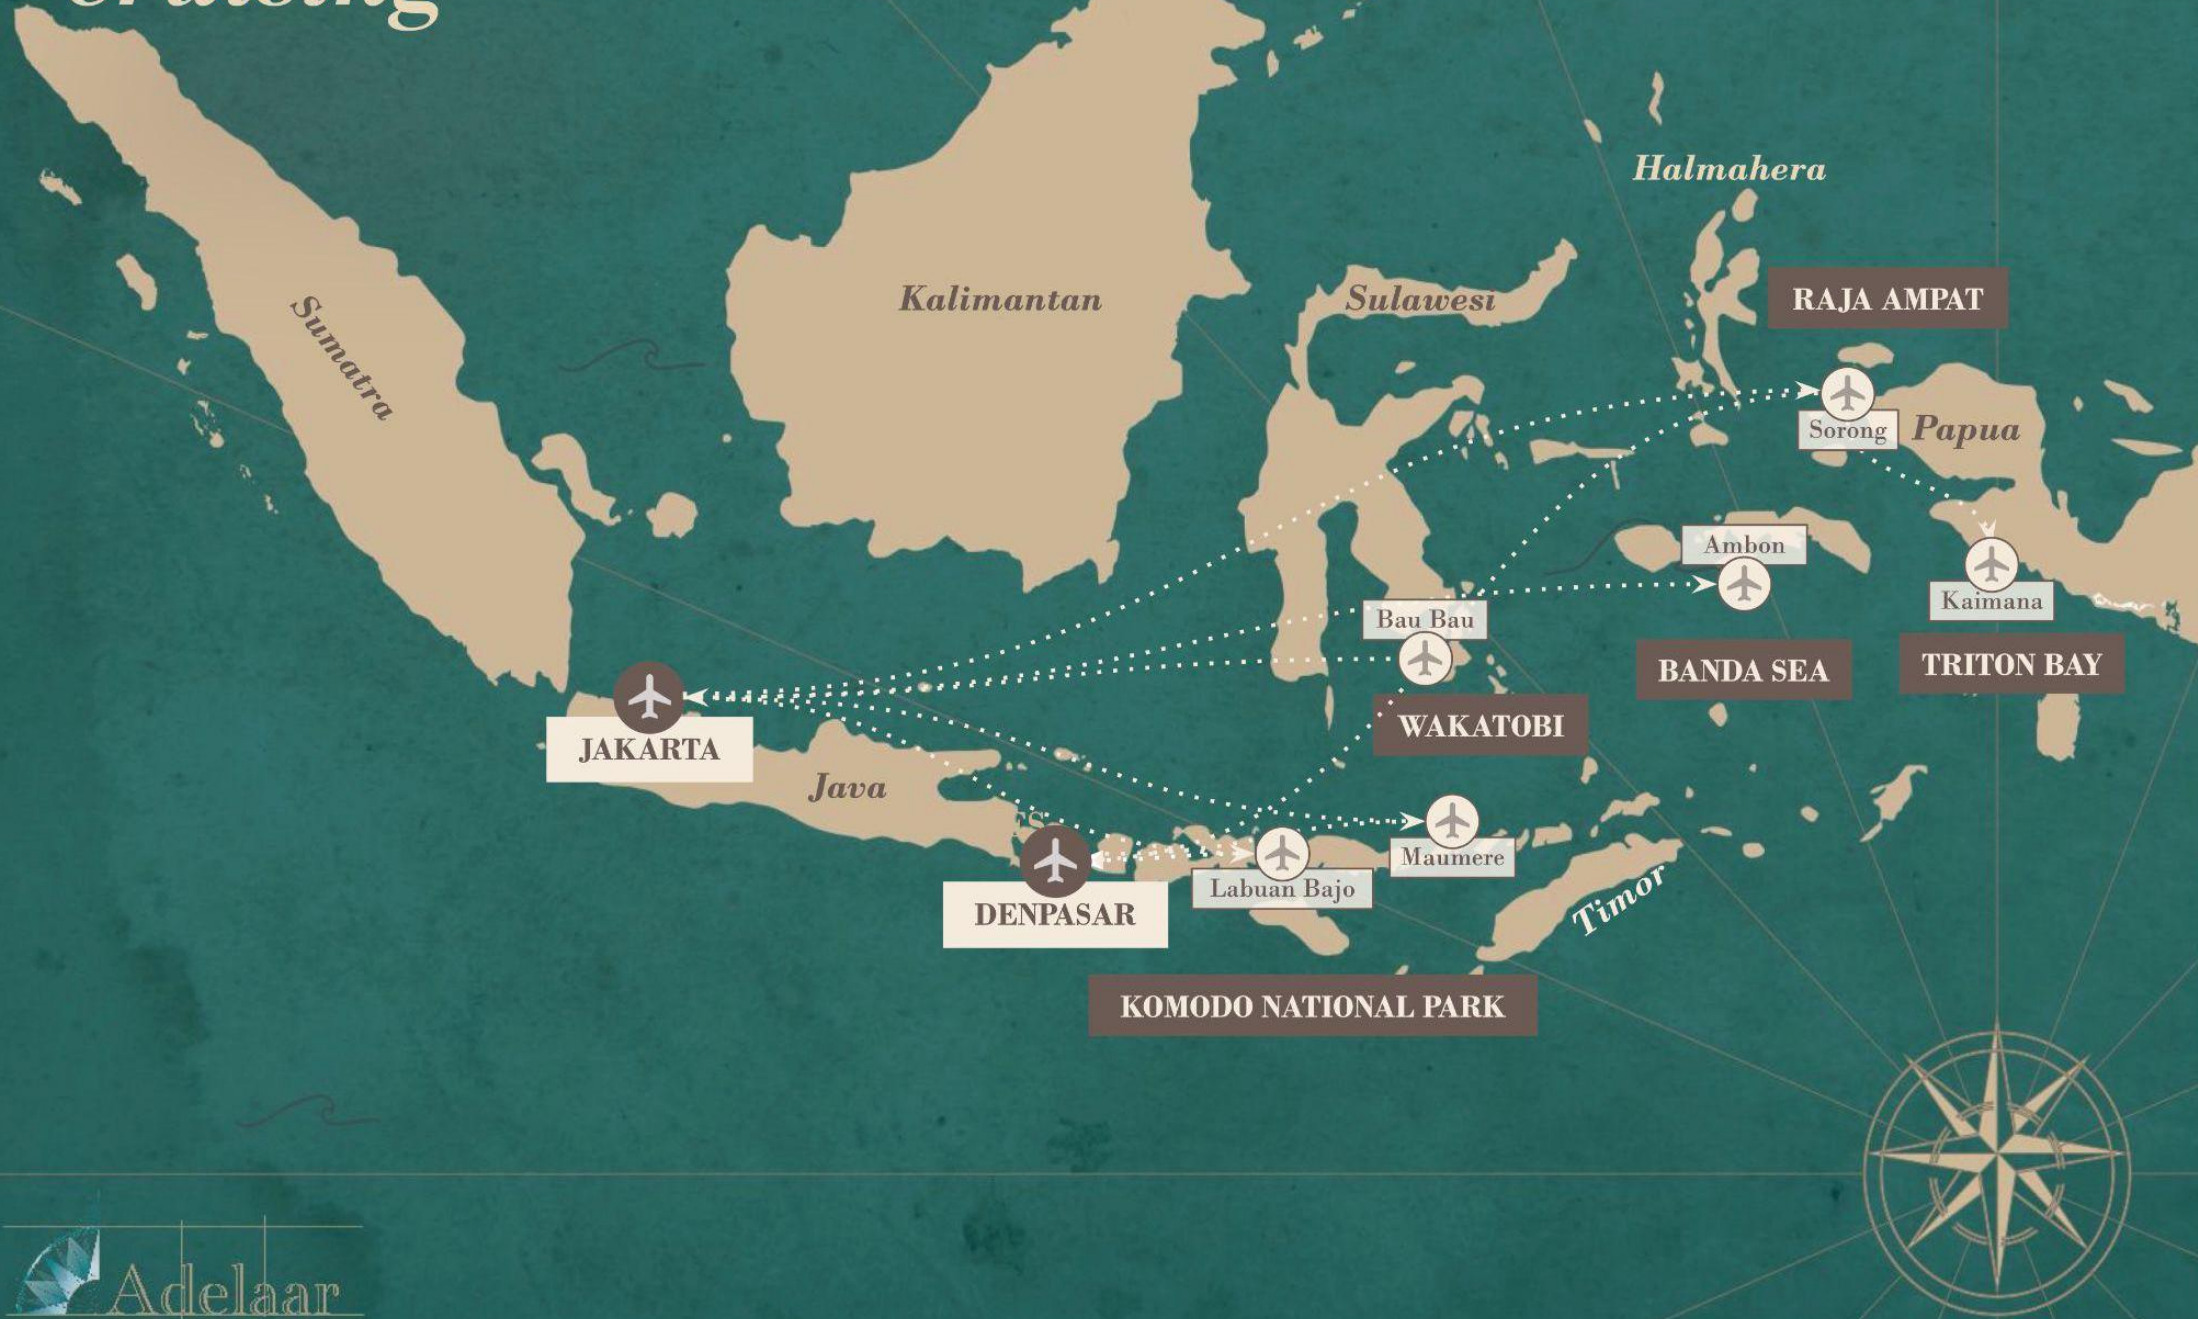 Cruising
Halmahera
Kalimantan
Sulawesi
RAJA AMPAT
Sumatra
Sorong
Papua
Ambon
Kaimana
Bau Bau
BANDA SEA
TRITON BAY
WAKATOBI
JAKARTA
Java
Maumere
Labuan Bajo
Timor
DENPASAR
KOMODO NATIONAL PARK
Adelaar